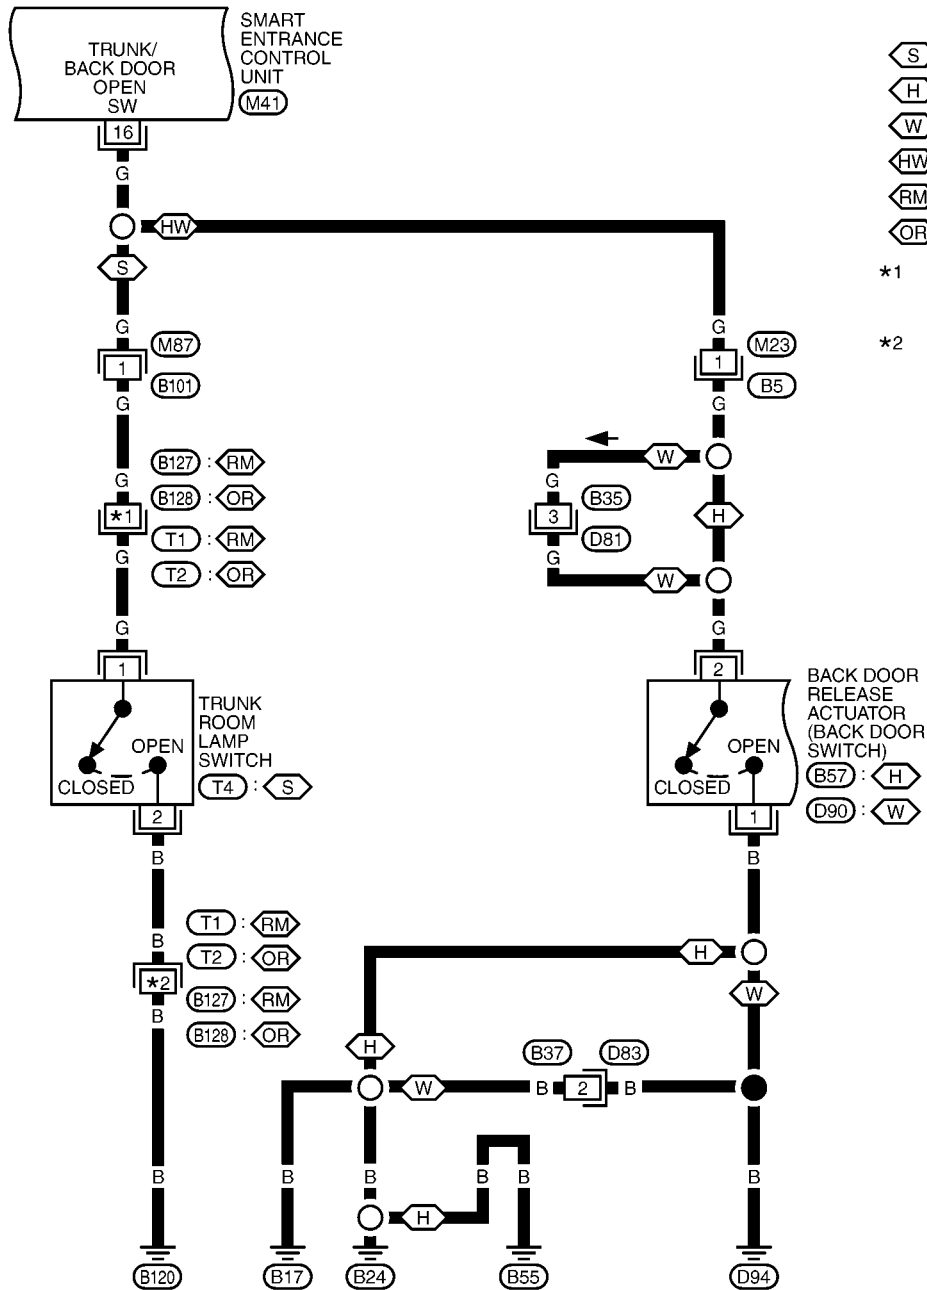 SMART
ENTRANCE
CONTROL
UNIT
M41
TRUNK/
BACK DOOR
OPEN
SW
16
G
HW
S
S
H
W
HW
RM
OR
*1
*2
G
M87
1
B101
G
G
M23
1
B5
G
B127 : RM
B128 : OR
G
*1
T1 : RM
G
T2 : OR
G
W
G
B35
3
H
D81
G
W
G
1
TRUNK
ROOM
LAMP
SWITCH
OPEN
CLOSED
T4 : S
2
B
2
BACK DOOR
RELEASE
ACTUATOR
(BACK DOOR
SWITCH)
OPEN
CLOSED
B57 : H
D90 : W
1
B
T1 : RM
B
T2 : OR
*2
B127 : RM
B
B128 : OR
H
W
H
B37
D83
W
B
2
B
B
B
B
B
B
B
H
B120
B17
B24
B55
D94